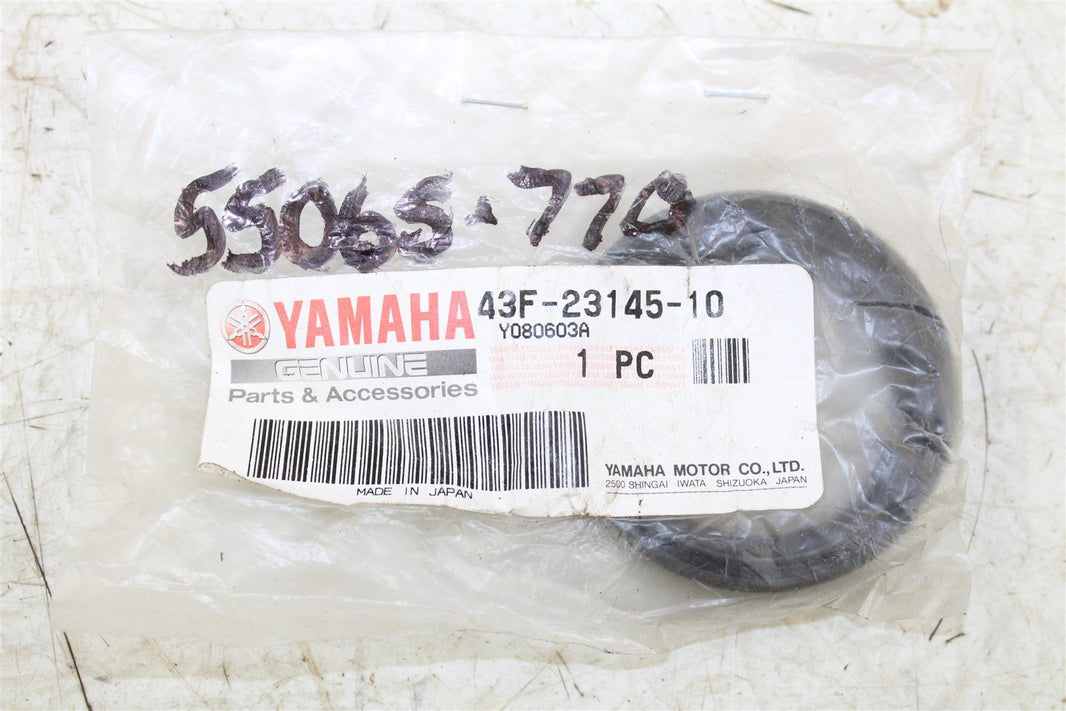 55065-770
YAMAHA 43F-23145-10
Y080603A
GENUINE 1 PC
Parts & Accessories
YAMAHA MOTOR CO.,LTD.
2500 SHINGAI IWATA SHIZUOKA JAPAN
MADE IN JAPAN